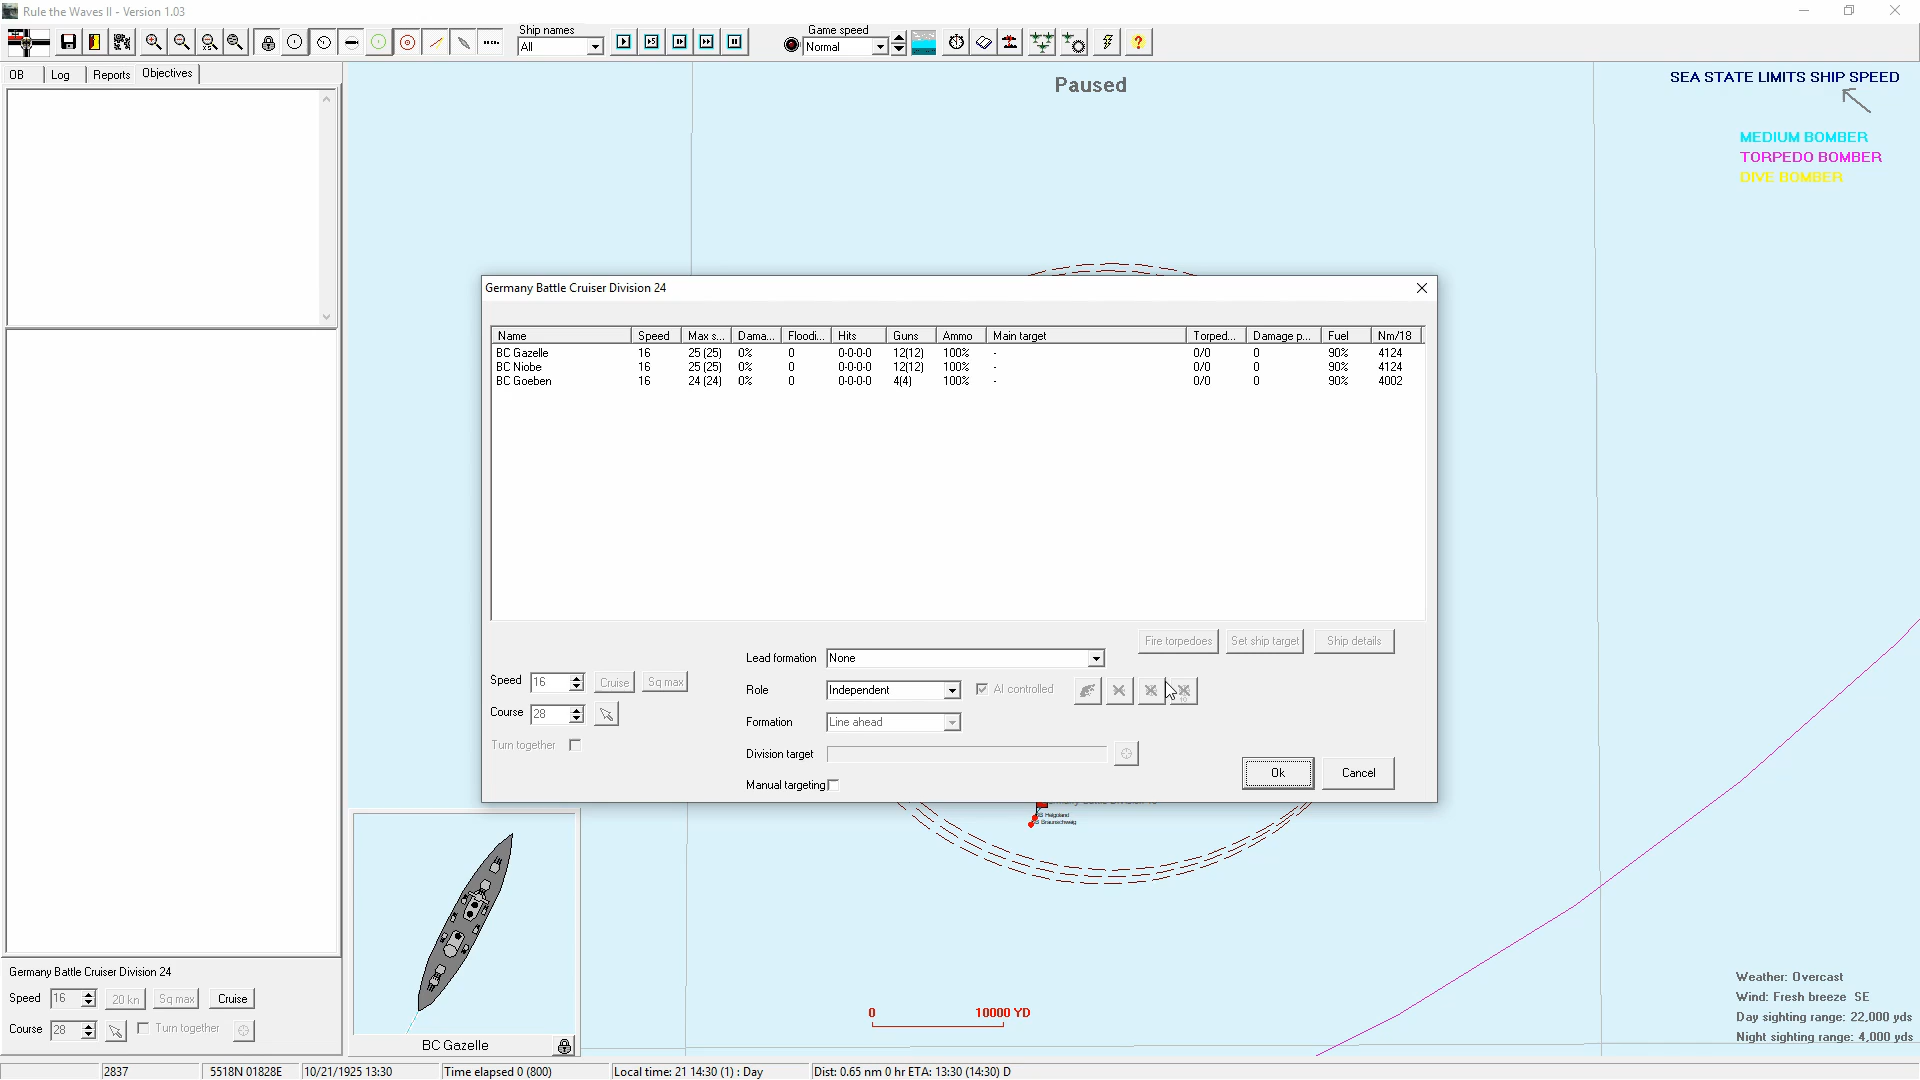 Rule the Waves II - Version 1.03
Ship names
All
Game speed
Normal
OB
Log
Reports
Objectives
Paused
SEA STATE LIMITS SHIP SPEED
MEDIUM BOMBER
TORPEDO BOMBER
DIVE BOMBER
Germany Battle Cruiser Division 24
Name Speed Max s... Dama... Floodi... Hits Guns Ammo Main target Torped... Damage p... Fuel Nm/18
BC Gazelle 16 25 (25) 0% 0 0-0-0-0 12(12) 100% - 0/0 0 90% 4124
BC Niobe 16 25 (25) 0% 0 0-0-0-0 12(12) 100% - 0/0 0 90% 4124
BC Goeben 16 24 (24) 0% 0 0-0-0-0 4(4) 100% - 0/0 0 90% 4002
Fire torpedoes
Set ship target
Ship details
Lead formation None
Speed 16 Cruise Sq max
Role Independent AI controlled
Course 28
Formation Line ahead
Turn together
Division target
Manual targeting
Ok
Cancel
Helgoland
Braunschweig
0 10000 YD
BC Gazelle
Weather: Overcast
Wind: Fresh breeze SE
Day sighting range: 22,000 yds
Night sighting range: 4,000 yds
Germany Battle Cruiser Division 24
Speed 16 20 kn Sq max Cruise
Course 28 Turn together
2837 5518N 01828E 10/21/1925 13:30 Time elapsed 0 (800) Local time: 21 14:30 (1) : Day Dist: 0.65 nm 0 hr ETA: 13:30 (14:30) D